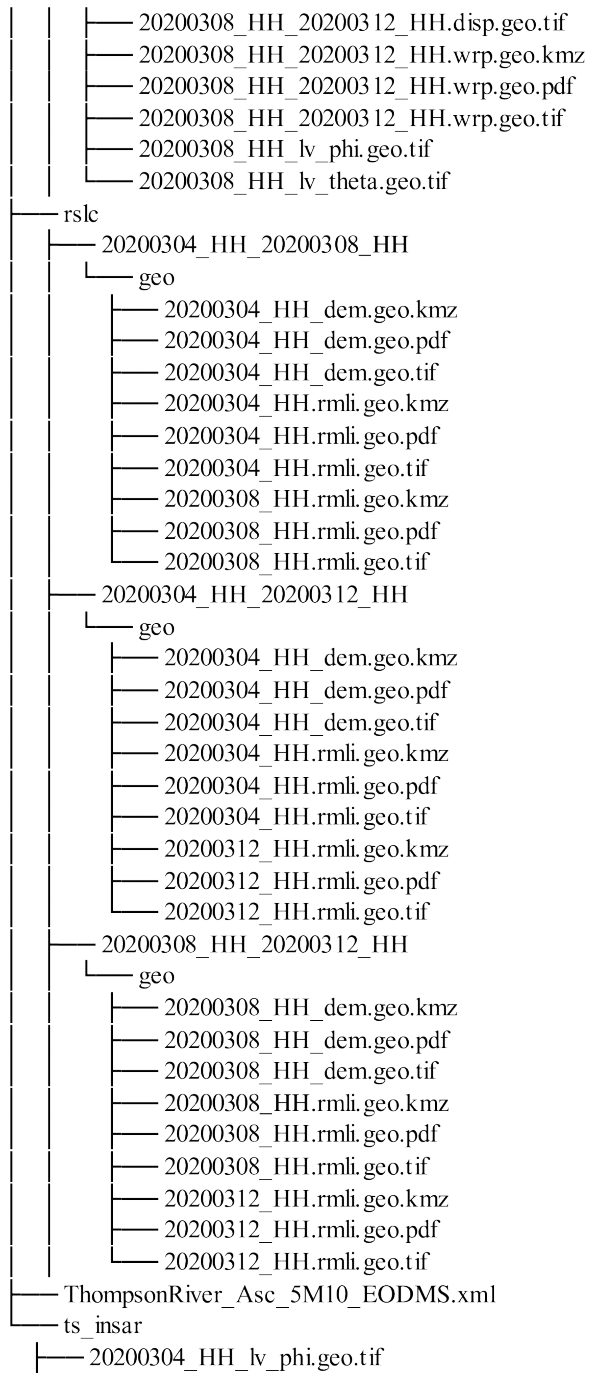 20200308_HH_20200312_HH.disp.geo.tif
20200308_HH_20200312_HH.wrp.geo.kmz
20200308_HH_20200312_HH.wrp.geo.pdf
20200308_HH_20200312_HH.wrp.geo.tif
20200308_HH_lv_phi.geo.tif
20200308_HH_lv_theta.geo.tif
rslc
20200304_HH_20200308_HH
geo
20200304_HH_dem.geo.kmz
20200304_HH_dem.geo.pdf
20200304_HH_dem.geo.tif
20200304_HH.rmli.geo.kmz
20200304_HH.rmli.geo.pdf
20200304_HH.rmli.geo.tif
20200308_HH.rmli.geo.kmz
20200308_HH.rmli.geo.pdf
20200308_HH.rmli.geo.tif
20200304_HH_20200312_HH
geo
20200304_HH_dem.geo.kmz
20200304_HH_dem.geo.pdf
20200304_HH_dem.geo.tif
20200304_HH.rmli.geo.kmz
20200304_HH.rmli.geo.pdf
20200304_HH.rmli.geo.tif
20200312_HH.rmli.geo.kmz
20200312_HH.rmli.geo.pdf
20200312_HH.rmli.geo.tif
20200308_HH_20200312_HH
geo
20200308_HH_dem.geo.kmz
20200308_HH_dem.geo.pdf
20200308_HH_dem.geo.tif
20200308_HH.rmli.geo.kmz
20200308_HH.rmli.geo.pdf
20200308_HH.rmli.geo.tif
20200312_HH.rmli.geo.kmz
20200312_HH.rmli.geo.pdf
20200312_HH.rmli.geo.tif
ThompsonRiver_Asc_5M10_EODMS.xml
ts_insar
20200304_HH_lv_phi.geo.tif